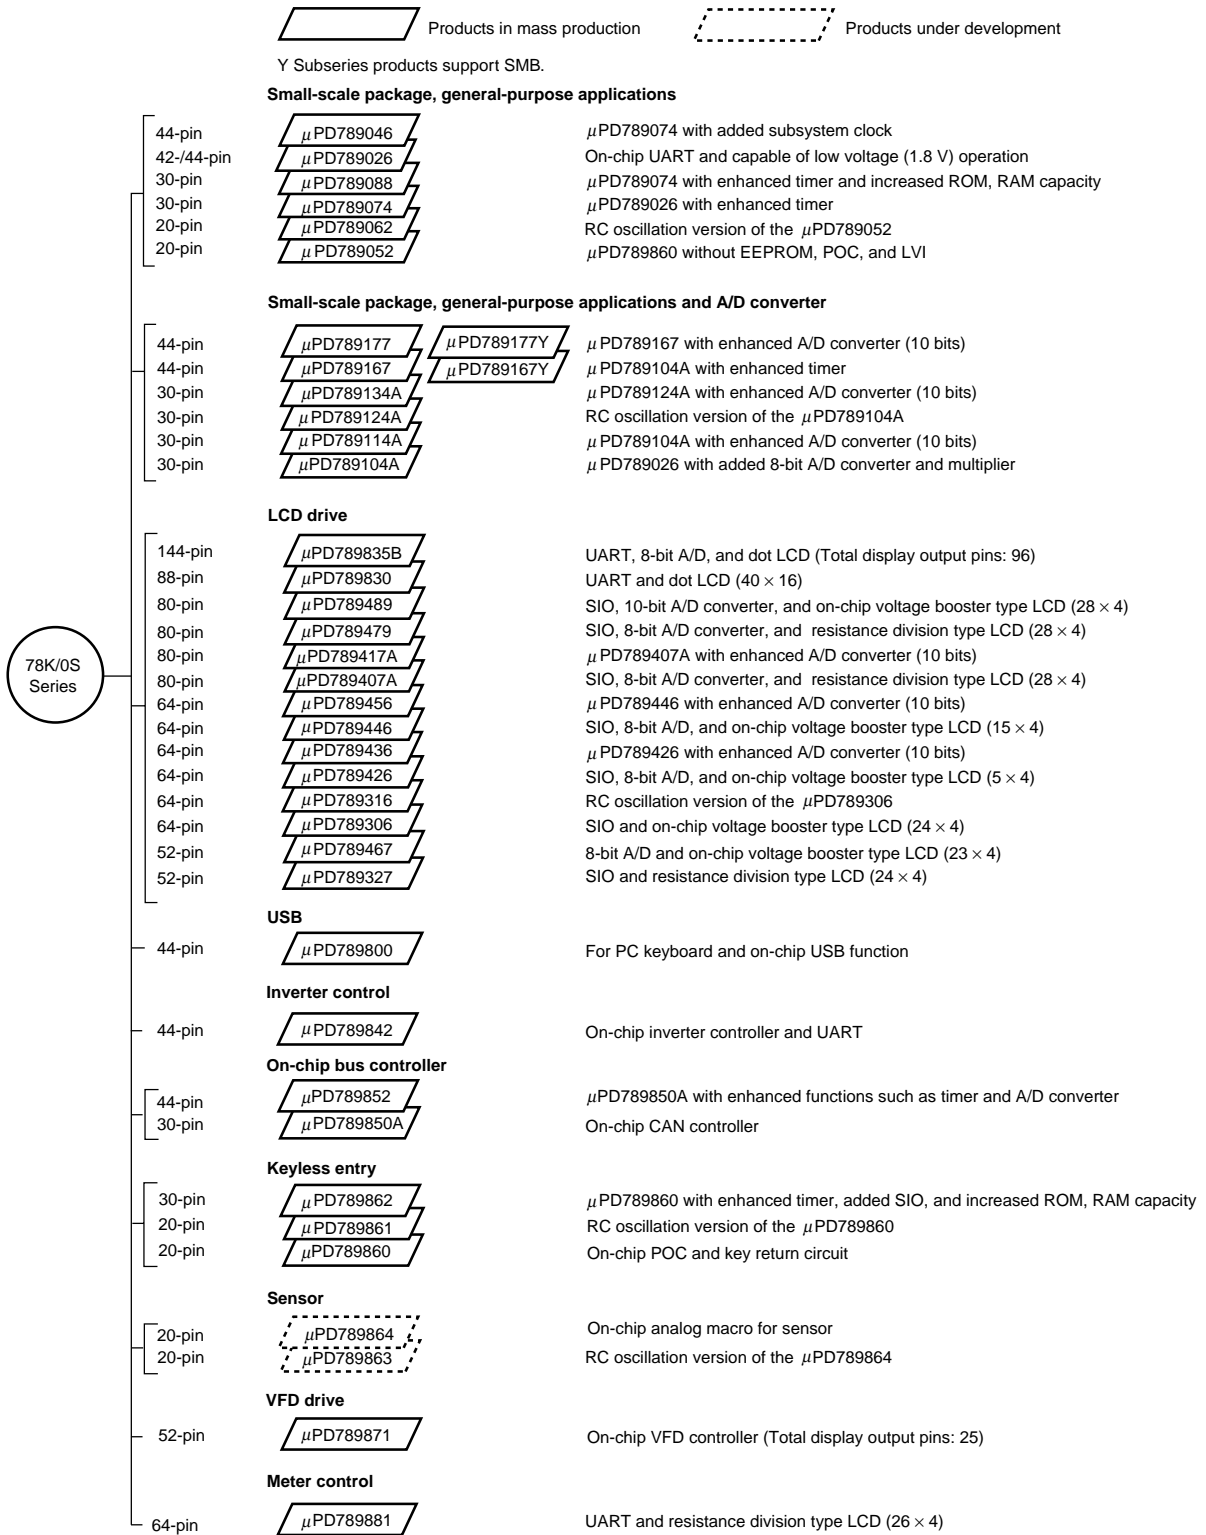 Products in mass production Products under development
Y Subseries products support SMB.
Small-scale package, general-purpose applications
44-pin μPD789046 μPD789074 with added subsystem clock
42-/44-pin μPD789026 On-chip UART and capable of low voltage (1.8 V) operation
30-pin μPD789088 μPD789074 with enhanced timer and increased ROM, RAM capacity
30-pin μPD789074 μPD789026 with enhanced timer
20-pin μPD789062 RC oscillation version of the μPD789052
20-pin μPD789052 μPD789860 without EEPROM, POC, and LVI
Small-scale package, general-purpose applications and A/D converter
44-pin μPD789177 μPD789177Y μPD789167 with enhanced A/D converter (10 bits)
44-pin μPD789167 μPD789167Y μPD789104A with enhanced timer
30-pin μPD789134A μPD789124A with enhanced A/D converter (10 bits)
30-pin μPD789124A RC oscillation version of the μPD789104A
30-pin μPD789114A μPD789104A with enhanced A/D converter (10 bits)
30-pin μPD789104A μPD789026 with added 8-bit A/D converter and multiplier
LCD drive
144-pin μPD789835B UART, 8-bit A/D, and dot LCD (Total display output pins: 96)
88-pin μPD789830 UART and dot LCD (40 × 16)
80-pin μPD789489 SIO, 10-bit A/D converter, and on-chip voltage booster type LCD (28 × 4)
80-pin μPD789479 SIO, 8-bit A/D converter, and resistance division type LCD (28 × 4)
80-pin μPD789417A μPD789407A with enhanced A/D converter (10 bits)
80-pin μPD789407A SIO, 8-bit A/D converter, and resistance division type LCD (28 × 4)
64-pin μPD789456 μPD789446 with enhanced A/D converter (10 bits)
64-pin μPD789446 SIO, 8-bit A/D, and on-chip voltage booster type LCD (15 × 4)
64-pin μPD789436 μPD789426 with enhanced A/D converter (10 bits)
64-pin μPD789426 SIO, 8-bit A/D, and on-chip voltage booster type LCD (5 × 4)
64-pin μPD789316 RC oscillation version of the μPD789306
64-pin μPD789306 SIO and on-chip voltage booster type LCD (24 × 4)
52-pin μPD789467 8-bit A/D and on-chip voltage booster type LCD (23 × 4)
52-pin μPD789327 SIO and resistance division type LCD (24 × 4)
78K/0S
Series
USB
44-pin μPD789800 For PC keyboard and on-chip USB function
Inverter control
44-pin μPD789842 On-chip inverter controller and UART
On-chip bus controller
44-pin μPD789852 μPD789850A with enhanced functions such as timer and A/D converter
30-pin μPD789850A On-chip CAN controller
Keyless entry
30-pin μPD789862 μPD789860 with enhanced timer, added SIO, and increased ROM, RAM capacity
20-pin μPD789861 RC oscillation version of the μPD789860
20-pin μPD789860 On-chip POC and key return circuit
Sensor
20-pin μPD789864 On-chip analog macro for sensor
20-pin μPD789863 RC oscillation version of the μPD789864
VFD drive
52-pin μPD789871 On-chip VFD controller (Total display output pins: 25)
Meter control
64-pin μPD789881 UART and resistance division type LCD (26 × 4)